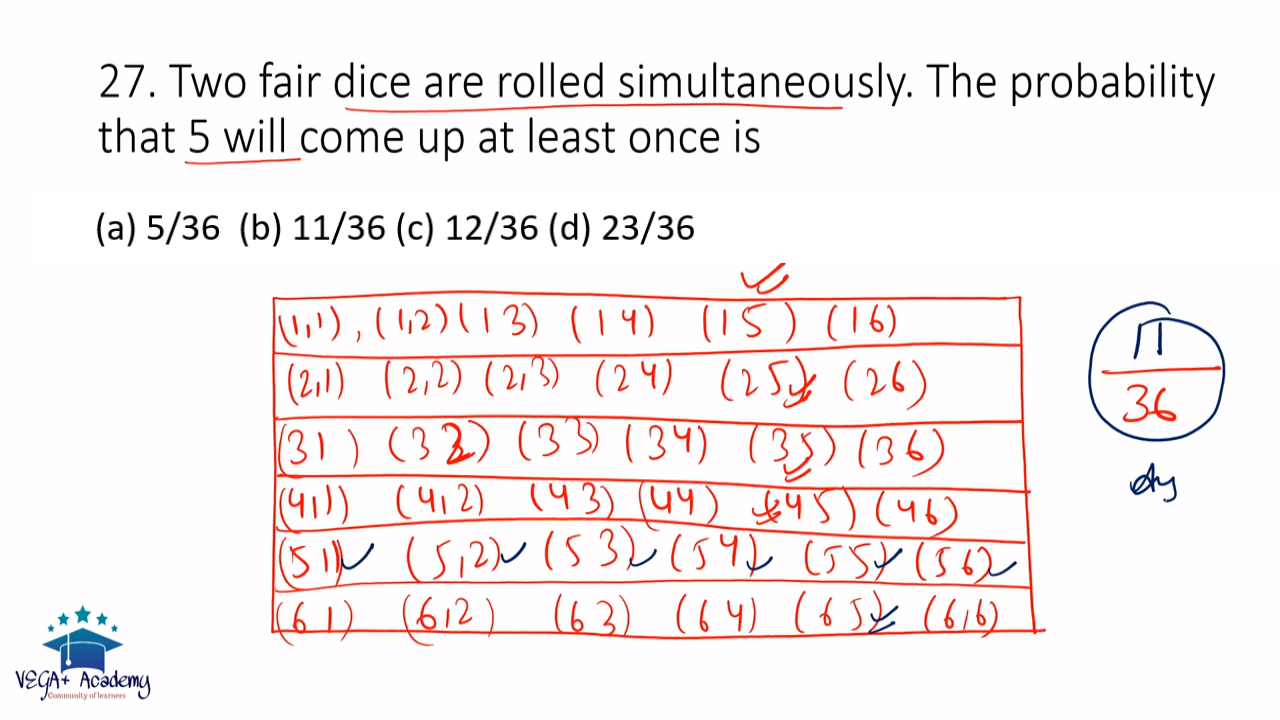 27. Two fair dice are rolled simultaneously. The probability
that 5 will come up at least once is
(a) 5/36 (b) 11/36 (c) 12/36 (d) 23/36
(1,1), (1,2) (1 3) (1 4) (1 5) (1 6)
(2,1) (2,2) (2,3) (2 4) (2 5) (2 6)
(3 1) (3 2) (3 3) (3 4) (3 5) (3 6)
(4,1) (4,2) (4 3) (4 4) (4 5) (4 6)
(5 1) (5,2) (5 3) (5 4) (5 5) (5 6)
(6 1) (6,2) (6 3) (6 4) (6 5) (6,6)
11
36
VEGA+ Academy
Community of learners